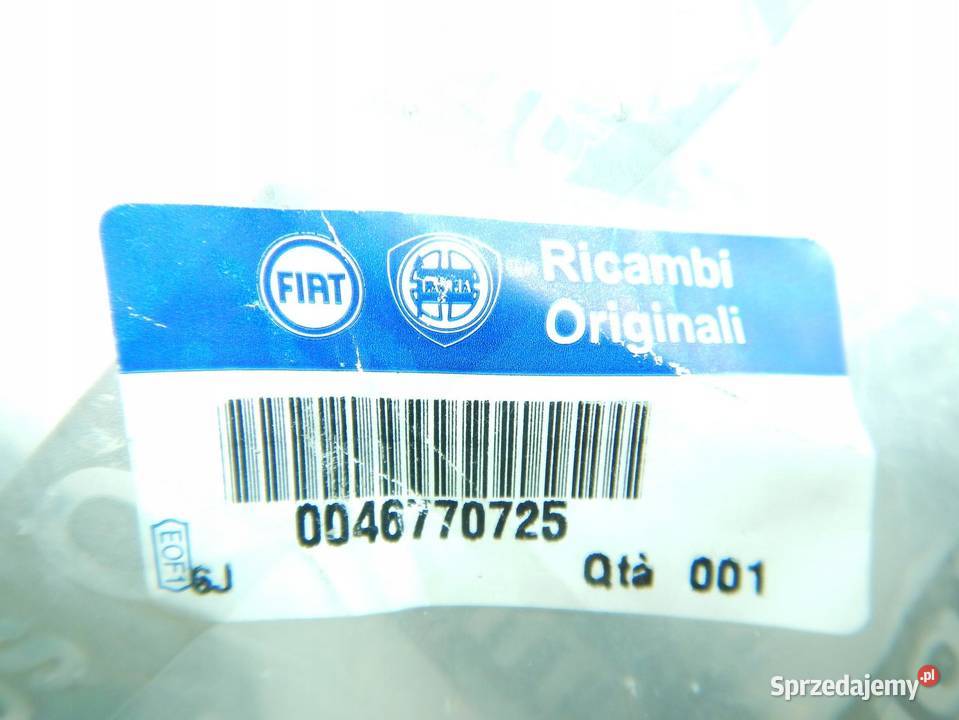 FIAT
Ricambi
Originali
0046770725
EOF1
6J
Qtà 001
Sprzedajemy.pl